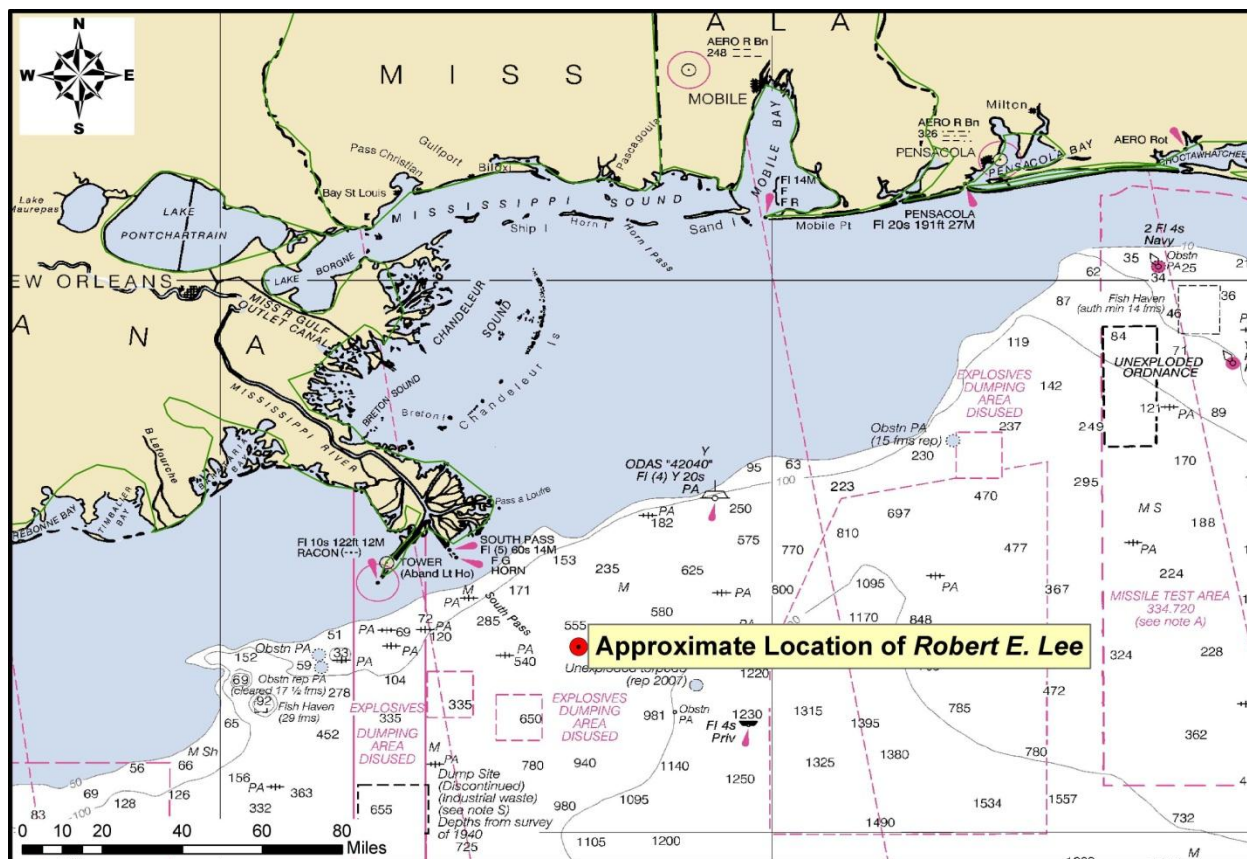 N
W
E
S
A L A
M I S S
AERO R Bn
248
MOBILE
MOBILE BAY
Milton
AERO R Bn
326
PENSACOLA
PENSACOLA BAY
AERO Rot
CHOCTAWHATCHEE
Pascagoula
Biloxi
Gulfport
Pass Christian
Bay St Louis
Lake
Maurepas
LAKE
PONTCHARTRAIN
MISSISSIPPI SOUND
Fl 14M
F
F R
Ship I
Horn I
Horn I Pass
Sand I
Mobile Pt
PENSACOLA
Fl 20s 191ft 27M
2 Fl 4s
Navy
LAKE BORGNE
EW ORLEANS
A N A
MISS R GULF
OUTLET CANAL
CHANDELEUR
SOUND
Chandeleur Is
BRETON SOUND
Breton I
MISSISSIPPI RIVER
B Lafourche
BARATARIA
BAY
TIMBALIER
BAY
REBONNE BAY
Pass a Loutre
10
35
Obstn
PA
25
34
62
87
Fish Haven
(auth min 14 fms)
46
36
84
71
UNEXPLODED
ORDNANCE
119
EXPLOSIVES
DUMPING
AREA
DISUSED
142
121
PA
89
237
249
Obstn PA
(15 fms rep)
230
170
Y
ODAS "42040"
Fl (4) Y 20s
PA
95
63
100
223
470
295
250
PA
182
697
M S
188
Fl 10s 122ft 12M
RACON (---)
TOWER
(Aband Lt Ho)
SOUTH PASS
Fl (5) 60s 14M
F G
HORN
153
575
770
810
477
PA
224
235
M
625
800
1095
PA
367
M
PA
171
PA
580
1170
848
MISSILE TEST AREA
334.720
(see note A)
285
South Pass
72
PA
120
51
PA
69
555
Approximate Location of Robert E. Lee
Obstn PA
33
PA
PA
152
59
PA
540
(rep 2007)
1220
324
228
69
Obstn rep PA
(cleared 17 ½ fms)
278
104
472
92
Fish Haven
(29 fms)
EXPLOSIVES
DUMPING
AREA
DISUSED
335
335
650
EXPLOSIVES
DUMPING
AREA
DISUSED
981
Obstn
PA
1230
Fl 4s
Priv
1315
1395
785
65
452
362
M Sh
66
56
M
PA
780
940
1140
1250
1325
1380
780
156
PA
363
50
69
126
128
332
100
83
655
Dump Site
(Discontinued)
(industrial waste)
(see note S)
Depths from survey
of 1940
725
980
1095
1534
1557
732
1490
1105
1200
M
0 10 20 40 60 80
Miles